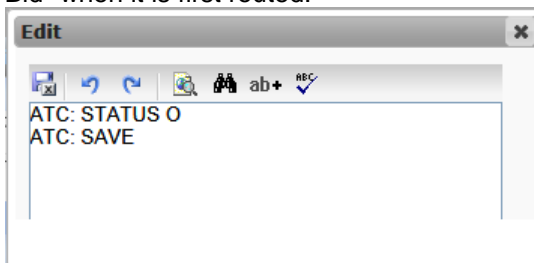 Bid" when it is first routed.
Edit
ab+ ABC
ATC: STATUS O
ATC: SAVE